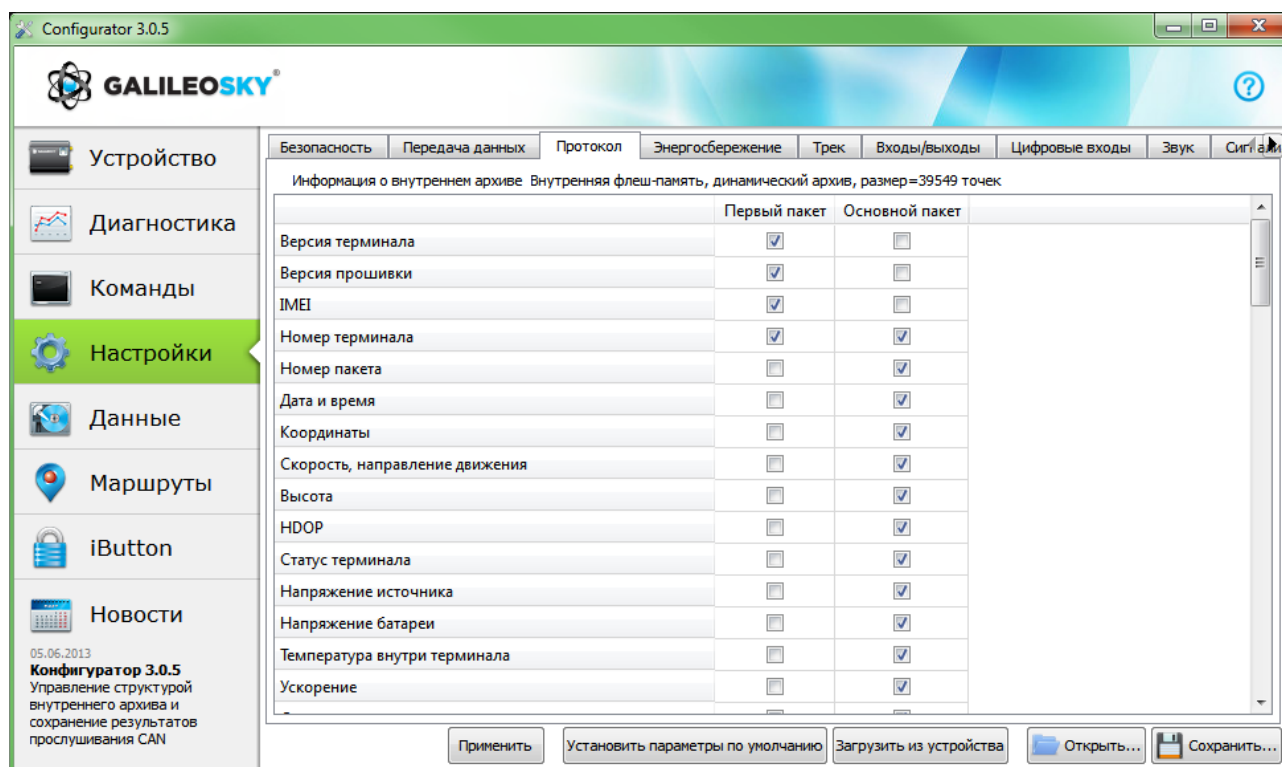 Configurator 3.0.5
GALILEOSKY®
?
Устройство
Диагностика
Команды
Настройки
Данные
Маршруты
iButton
Новости
05.06.2013
Конфигуратор 3.0.5
Управление структурой
внутреннего архива и
сохранение результатов
прослушивания CAN
Безопасность Передача данных Протокол Энергосбережение Трек Входы/выходы Цифровые входы Звук
Информация о внутреннем архиве Внутренняя флеш-память, динамический архив, размер=39549 точек
Первый пакет Основной пакет
Версия терминала
Версия прошивки
IMEI
Номер терминала
Номер пакета
Дата и время
Координаты
Скорость, направление движения
Высота
HDOP
Статус терминала
Напряжение источника
Напряжение батареи
Температура внутри терминала
Ускорение
Применить Установить параметры по умолчанию Загрузить из устройства Открыть... Сохранить...